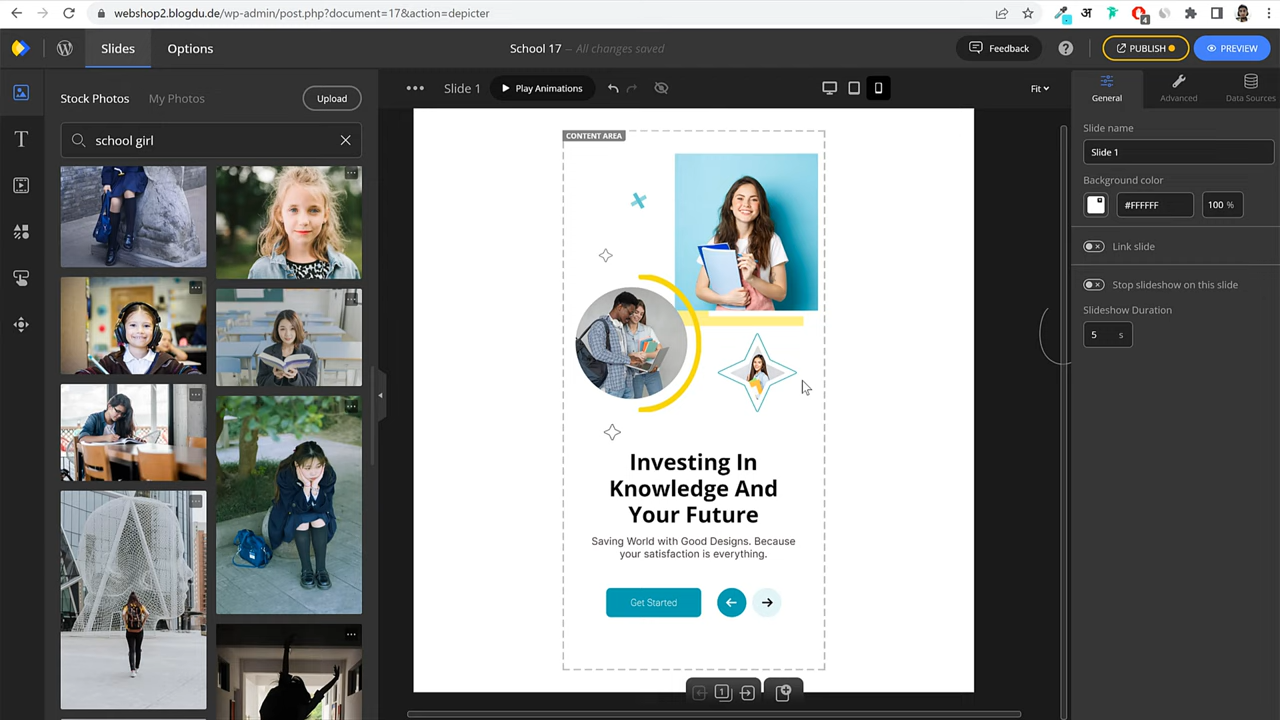 webshop2.blogdu.de/wp-admin/post.php?document=17&action=depicter
अ
4
Slides
Options
School 17 — All changes saved
Feedback
PUBLISH
PREVIEW
Stock Photos
My Photos
Upload
Slide 1
Play Animations
Fit
General
Advanced
Data Sources
school girl
CONTENT AREA
Slide name
Slide 1
Background color
#FFFFFF
100 %
Link slide
Stop slideshow on this slide
Slideshow Duration
5 s
Investing In
Knowledge And
Your Future
Saving World with Good Designs. Because
your satisfaction is everything.
Get Started
1